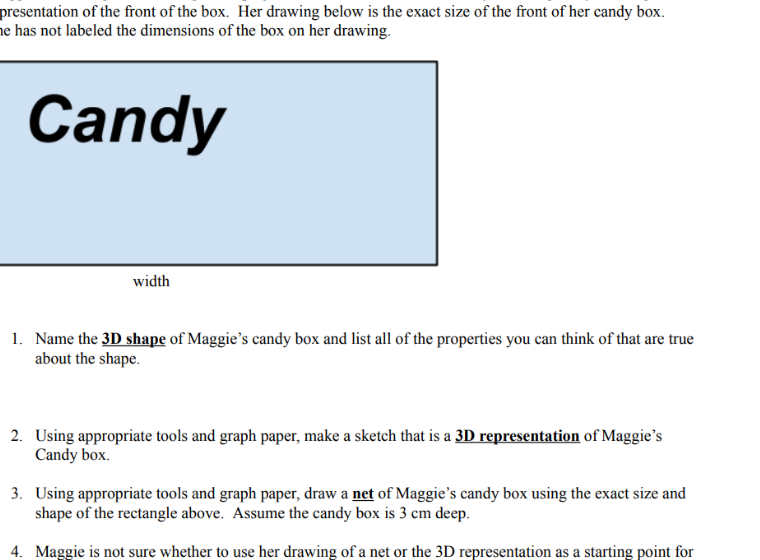 presentation of the front of the box. Her drawing below is the exact size of the front of her candy box.
has not labeled the dimensions of the box on her drawing.
Candy
width
1. Name the 3D shape of Maggie's candy box and list all of the properties you can think of that are true
about the shape.
2. Using appropriate tools and graph paper, make a sketch that is a 3D representation of Maggie's
Candy box.
3. Using appropriate tools and graph paper, draw a net of Maggie's candy box using the exact size and
shape of the rectangle above. Assume the candy box is 3 cm deep.
4. Maggie is not sure whether to use her drawing of a net or the 3D representation as a starting point for